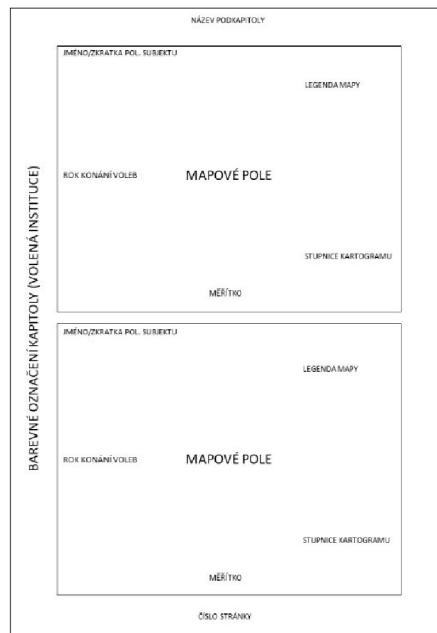 NÁZEV PODKAPITOLY
BAREVNÉ OZNAČENÍ KAPITOLY (VOLENÁ INSTITUCE)
JMÉNO/ZKRATKA POL. SUBJEKTU
LEGENDA MAPY
ROK KONÁNÍ VOLEB
MAPOVÉ POLE
STUPNICE KARTOGRAMU
MĚŘÍTKO
JMÉNO/ZKRATKA POL. SUBJEKTU
LEGENDA MAPY
ROK KONÁNÍ VOLEB
MAPOVÉ POLE
STUPNICE KARTOGRAMU
MĚŘÍTKO
ČÍSLO STRÁNKY